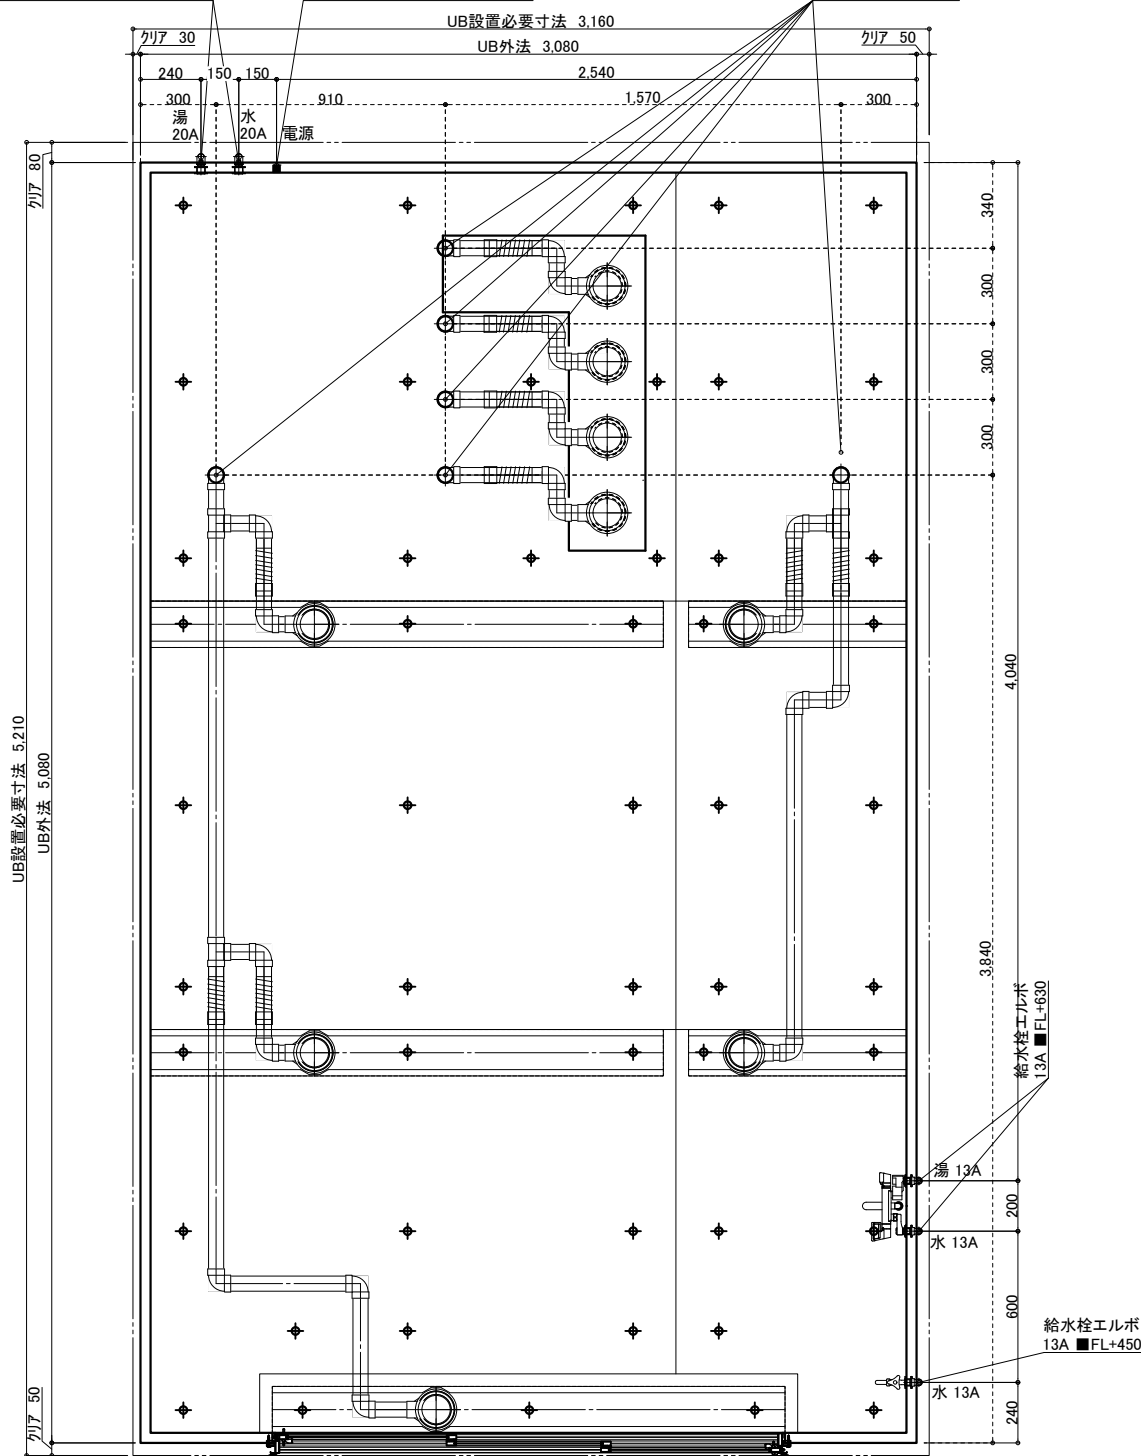 UB設置必要寸法 3,160
クリア 30
UB外法 3,080
クリア 50
240
150
150
2,540
300
910
1,570
300
湯
20A
水
20A
電源
クリア 80
340
300
300
300
4,040
UB設置必要寸法 5,210
UB外法 5,080
3,840
給水栓エルボ
13A ■FL+630
湯 13A
200
水 13A
600
給水栓エルボ
13A ■FL+450
水 13A
240
クリア 50